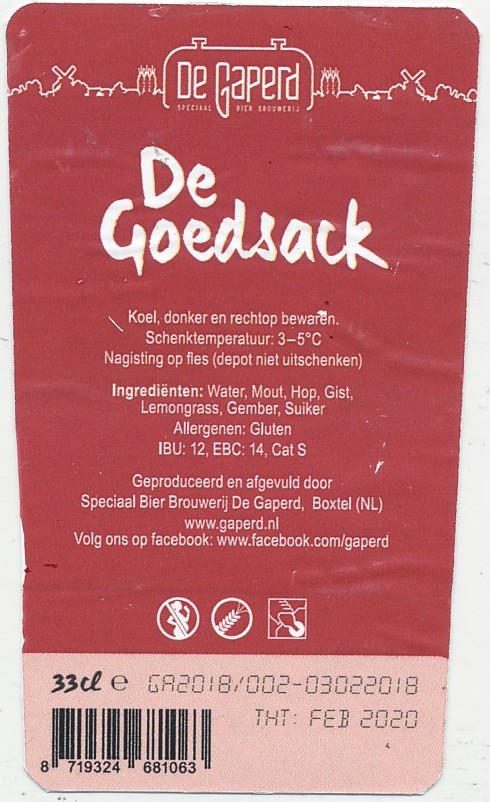 De Gaperd
SPECIAAL BIER BROUWERIJ
De
Goedsack
Koel, donker en rechtop bewaren.
Schenktemperatuur: 3–5°C
Nagisting op fles (depot niet uitschenken)
Ingrediënten: Water, Mout, Hop, Gist,
Lemongrass, Gember, Suiker
Allergenen: Gluten
IBU: 12, EBC: 14, Cat S
Geproduceerd en afgevuld door
Speciaal Bier Brouwerij De Gaperd, Boxtel (NL)
www.gaperd.nl
Volg ons op facebook: www.facebook.com/gaperd
33cl e GA2018/002-03022018
THT: FEB 2020
8 719324 681063